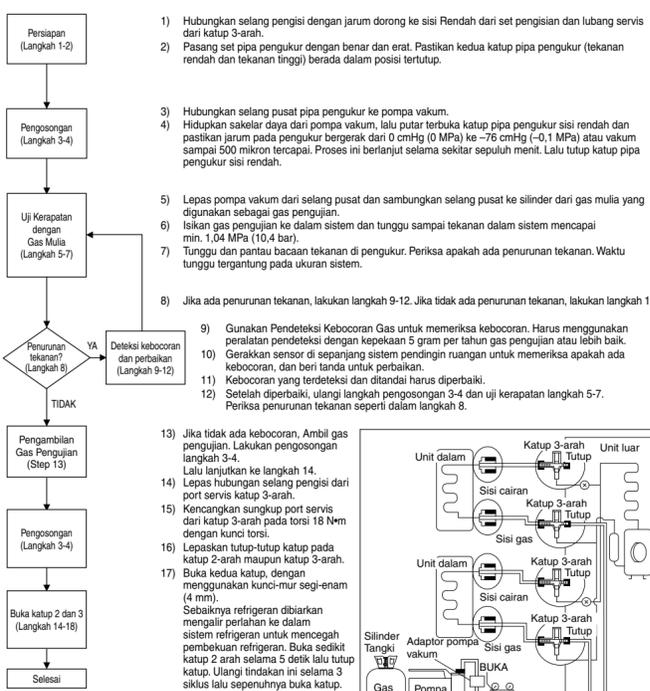 Persiapan
(Langkah 1-2)
Pengosongan
(Langkah 3-4)
Uji Kerapatan
dengan
Gas Mulia
(Langkah 5-7)
Penurunan
tekanan?
(Langkah 8)
YA
Deteksi kebocoran
dan perbaikan
(Langkah 9-12)
TIDAK
Pengambilan
Gas Pengujian
(Step 13)
Pengosongan
(Langkah 3-4)
Buka katup 2 dan 3
(Langkah 14-18)
Selesai
1) Hubungkan selang pengisi dengan jarum dorong ke sisi Rendah dari set pengisian dan lubang servis
dari katup 3-arah.
2) Pasang set pipa pengukur dengan benar dan erat. Pastikan kedua katup pipa pengukur (tekanan
rendah dan tekanan tinggi) berada dalam posisi tertutup.
3) Hubungkan selang pusat pipa pengukur ke pompa vakum.
4) Hidupkan sakelar daya dari pompa vakum, lalu putar terbuka katup pipa pengukur sisi rendah dan
pastikan jarum pada pengukur bergerak dari 0 cmHg (0 MPa) ke –76 cmHg (–0,1 MPa) atau vakum
sampai 500 mikron tercapai. Proses ini berlanjut selama sekitar sepuluh menit. Lalu tutup katup pipa
pengukur sisi rendah.
5) Lepas pompa vakum dari selang pusat dan sambungkan selang pusat ke silinder dari gas mulia yang
digunakan sebagai gas pengujian.
6) Isikan gas pengujian ke dalam sistem dan tunggu sampai tekanan dalam sistem mencapai
min. 1,04 MPa (10,4 bar).
7) Tunggu dan pantau bacaan tekanan di pengukur. Periksa apakah ada penurunan tekanan. Waktu
tunggu tergantung pada ukuran sistem.
8) Jika ada penurunan tekanan, lakukan langkah 9-12. Jika tidak ada penurunan tekanan, lakukan langkah 1
9) Gunakan Pendeteksi Kebocoran Gas untuk memeriksa kebocoran. Harus menggunakan
peralatan pendeteksi dengan kepekaan 5 gram per tahun gas pengujian atau lebih baik.
10) Gerakkan sensor di sepanjang sistem pendingin ruangan untuk memeriksa apakah ada
kebocoran, dan beri tanda untuk perbaikan.
11) Kebocoran yang terdeteksi dan ditandai harus diperbaiki.
12) Setelah diperbaiki, ulangi langkah pengosongan 3-4 dan uji kerapatan langkah 5-7.
Periksa penurunan tekanan seperti dalam langkah 8.
13) Jika tidak ada kebocoran, Ambil gas
pengujian. Lakukan pengosongan
langkah 3-4.
Lalu lanjutkan ke langkah 14.
14) Lepas hubungan selang pengisi dari
port servis katup 3-arah.
15) Kencangkan sungkup port servis
dari katup 3-arah pada torsi 18 N•m
dengan kunci torsi.
16) Lepaskan tutup-tutup katup pada
katup 2-arah maupun katup 3-arah.
17) Buka kedua katup, dengan
menggunakan kunci-mur segi-enam
(4 mm).
Sebaiknya refrigeran dibiarkan
mengalir perlahan ke dalam
sistem refrigeran untuk mencegah
pembekuan refrigeran. Buka sedikit
katup 2 arah selama 5 detik lalu tutup
katup. Ulangi tindakan ini selama 3
siklus lalu sepenuhnya buka katup.
Unit dalam
Katup 3-arah
Tutup
Unit luar
Sisi cairan
Katup 3-arah
Tutup
Sisi gas
Unit dalam
Katup 3-arah
Tutup
Sisi cairan
Katup 3-arah
Tutup
Sisi gas
Silinder
Tangki
Adaptor pompa
vakum
BUKA
Gas
Pompa